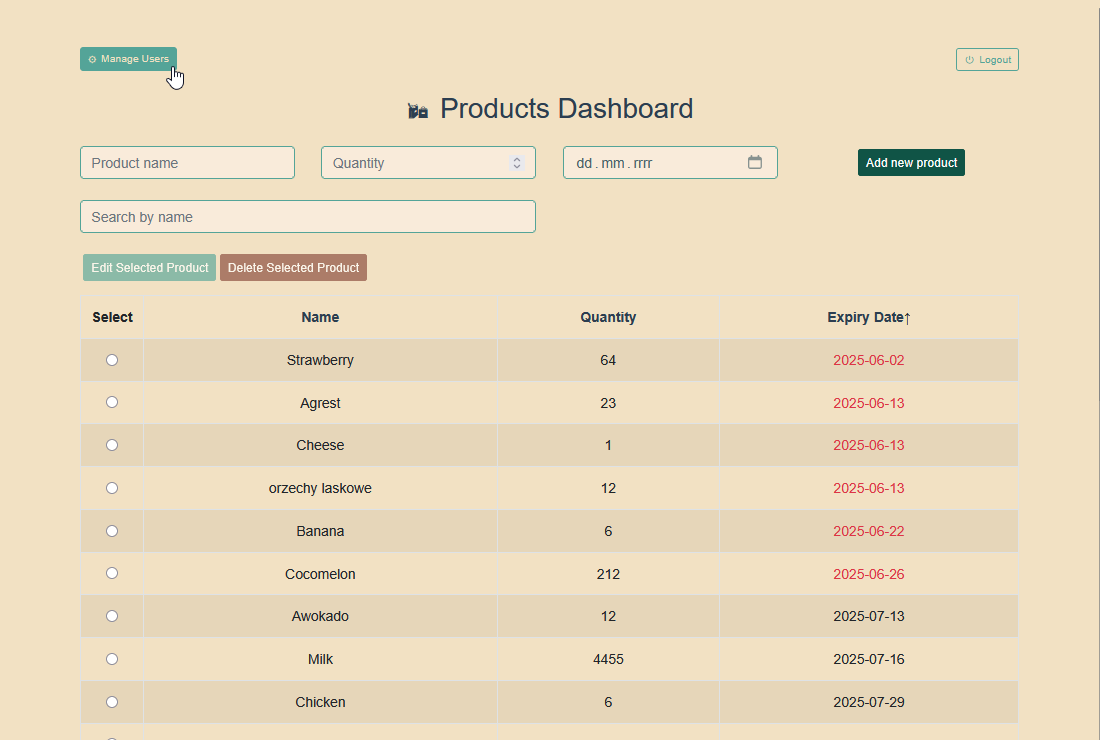 Manage Users
Logout
Products Dashboard
Product name
Quantity
dd.mm.rrrr
Add new product
Search by name
Edit Selected Product
Delete Selected Product
Select Name Quantity Expiry Date↑
Strawberry 64 2025-06-02
Agrest 23 2025-06-13
Cheese 1 2025-06-13
orzechy laskowe 12 2025-06-13
Banana 6 2025-06-22
Cocomelon 212 2025-06-26
Awokado 12 2025-07-13
Milk 4455 2025-07-16
Chicken 6 2025-07-29